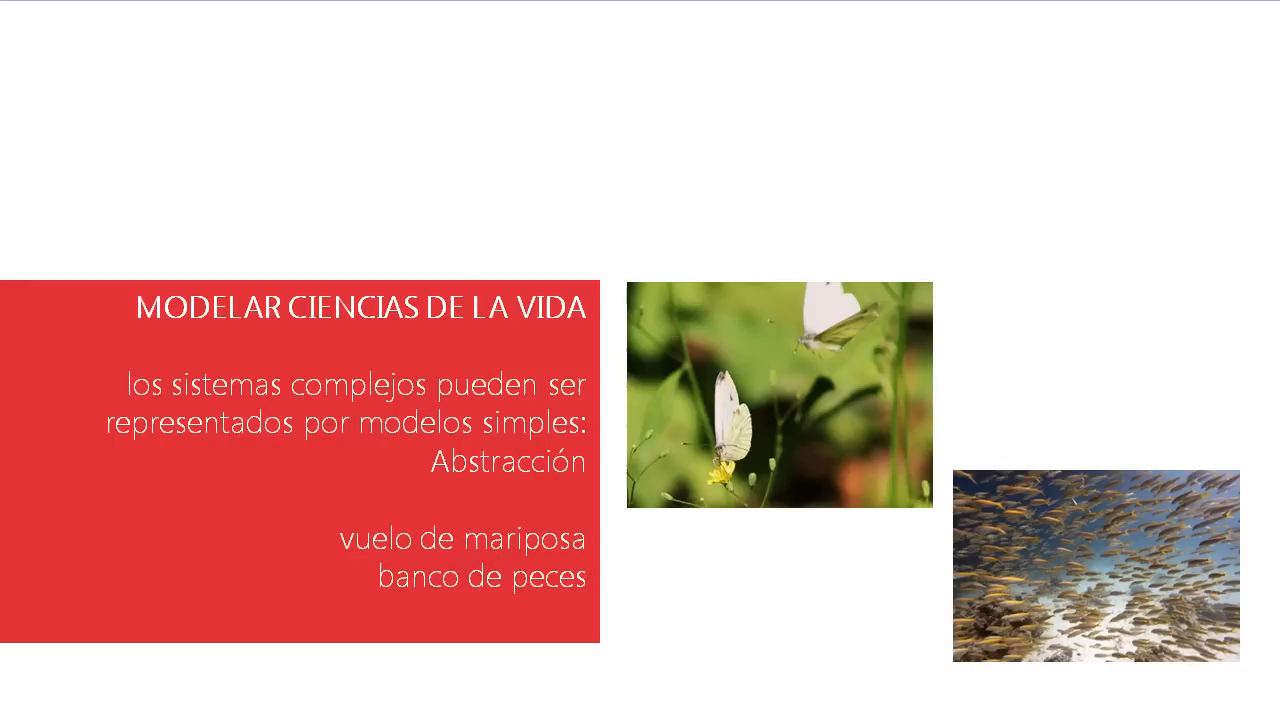 MODELAR CIENCIAS DE LA VIDA
los sistemas complejos pueden ser
representados por modelos simples:
Abstracción
vuelo de mariposa
banco de peces